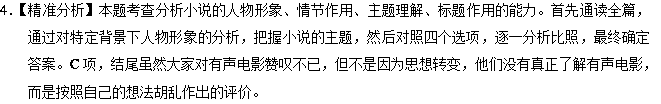 4.【精准分析】本题考查分析小说的人物形象、情节作用、主题理解、标题作用的能力。首先通读全篇，
通过对特定背景下人物形象的分析，把握小说的主题，然后对照四个选项，逐一分析比照，最终确定
答案。C 项，结尾虽然大家对有声电影赞叹不已，但不是因为思想转变，他们没有真正了解有声电影，
而是按照自己的想法胡乱作出的评价。